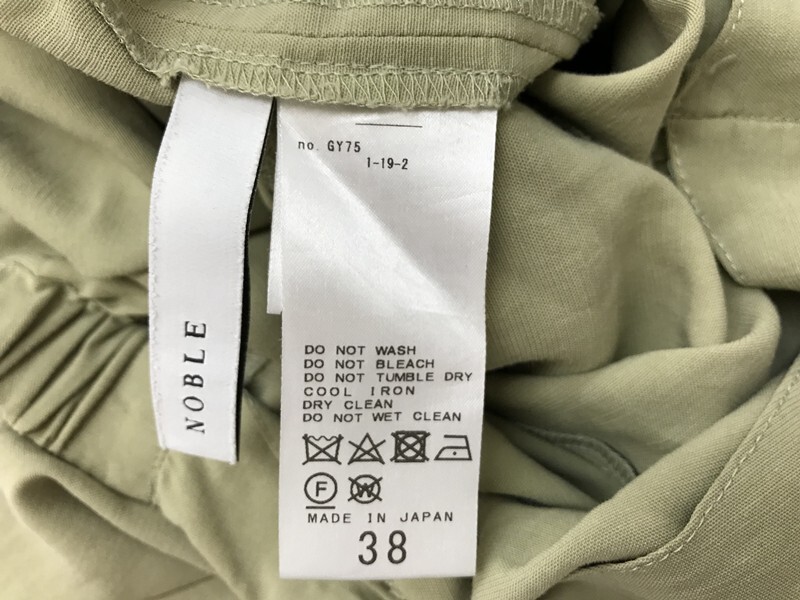 no. GY75
1-19-2
NOBLE
DO NOT WASH
DO NOT BLEACH
DO NOT TUMBLE DRY
COOL IRON
DRY CLEAN
DO NOT WET CLEAN
F W
MADE IN JAPAN
38